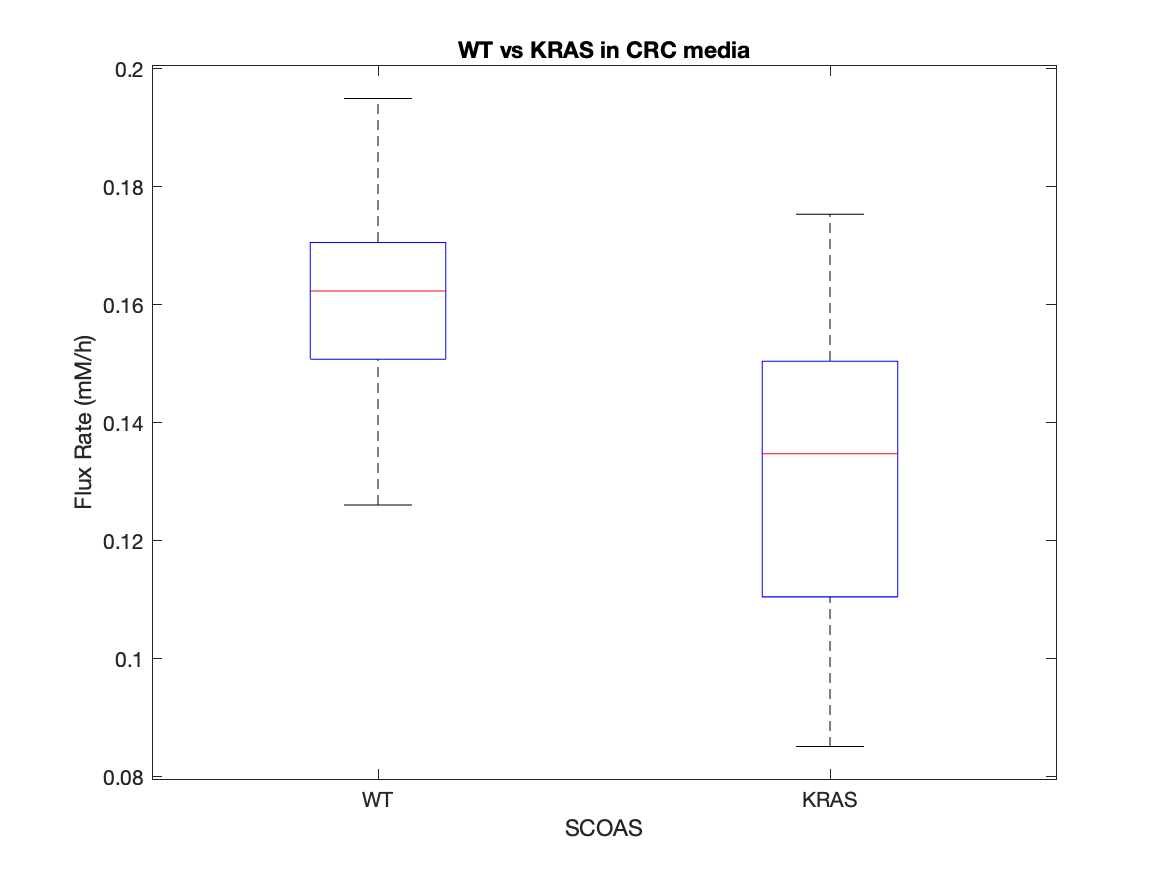 WT vs KRAS in CRC media
0.2
0.18
0.16
0.14
0.12
0.1
0.08
Flux Rate (mM/h)
WT
KRAS
SCOAS